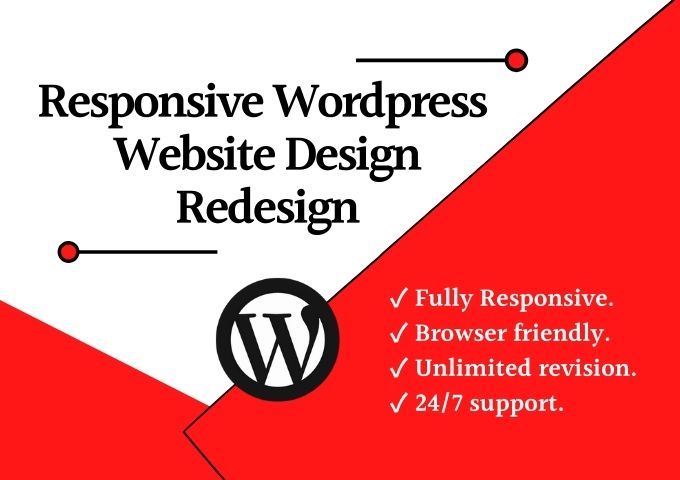 Responsive Wordpress
Website Design
Redesign
✓ Fully Responsive.
✓ Browser friendly.
✓ Unlimited revision.
✓ 24/7 support.